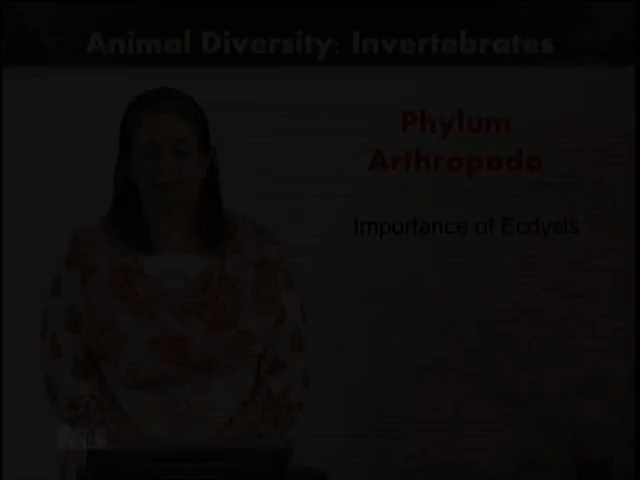 Animal Diversity: Invertebrates
Phylum
Arthropoda
Importance of Ecdysis